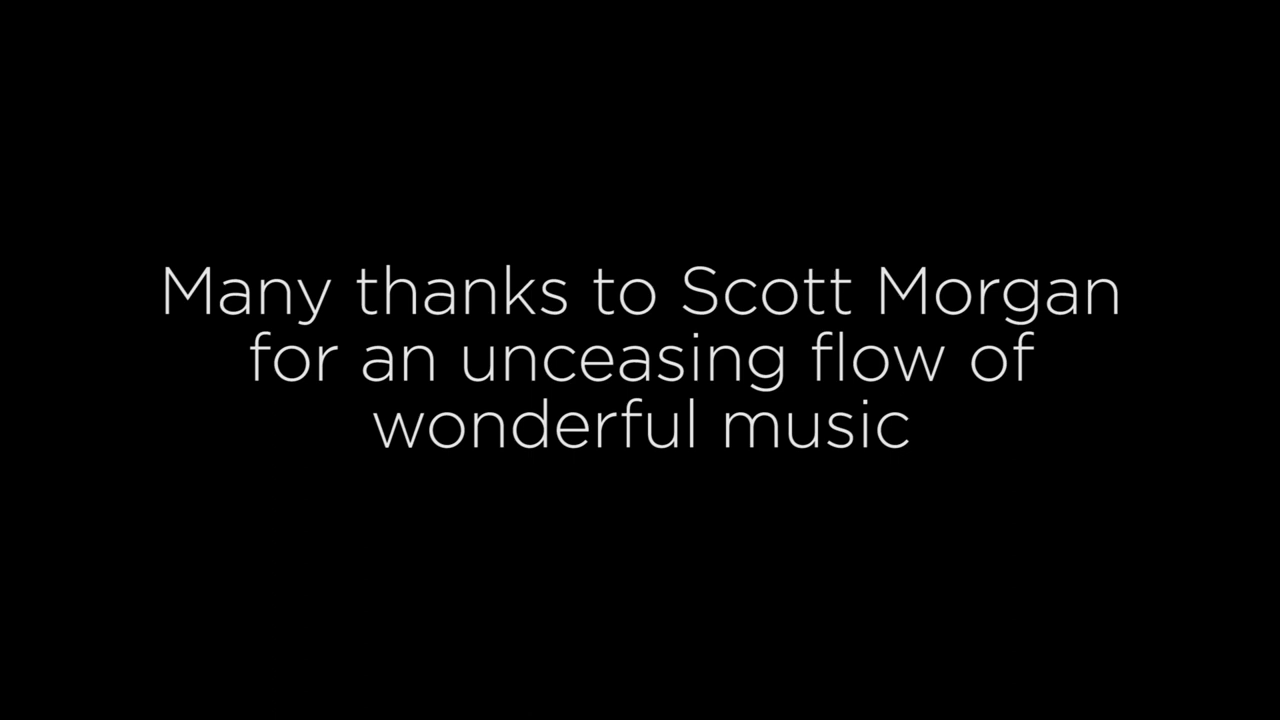 Many thanks to Scott Morgan
for an unceasing flow of
wonderful music